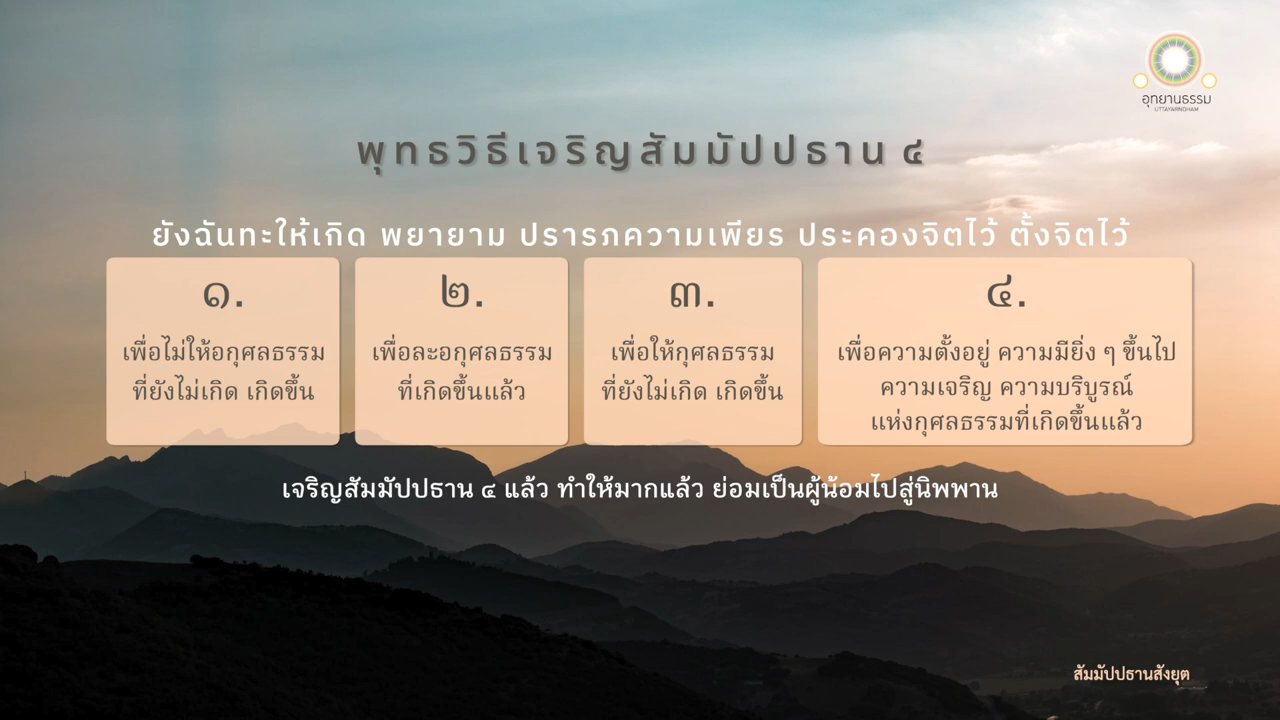 อุทยานธรรม
UTTAYARNDHAM
พุทธวิธีเจริญสัมมัปปธาน ๔
ยังฉันทะให้เกิด พยายาม ปรารภความเพียร ประคองจิตไว้ ตั้งจิตไว้
๑.
เพื่อไม่ให้อกุศลธรรม
ที่ยังไม่เกิด เกิดขึ้น
๒.
เพื่อละอกุศลธรรม
ที่เกิดขึ้นแล้ว
๓.
เพื่อให้กุศลธรรม
ที่ยังไม่เกิด เกิดขึ้น
๔.
เพื่อความตั้งอยู่ ความมียิ่ง ๆ ขึ้นไป
ความเจริญ ความบริบูรณ์
แห่งกุศลธรรมที่เกิดขึ้นแล้ว
เจริญสัมมัปปธาน ๔ แล้ว ทำให้มากแล้ว ย่อมเป็นผู้น้อมไปสู่นิพพาน
สัมมัปปธานสังยุต